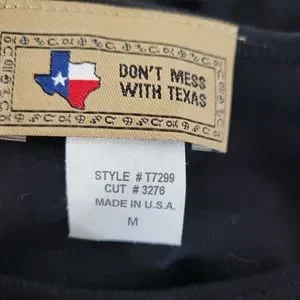 DON'T MESS
WITH TEXAS
STYLE # T7299
CUT # 3276
MADE IN U.S.A.
M